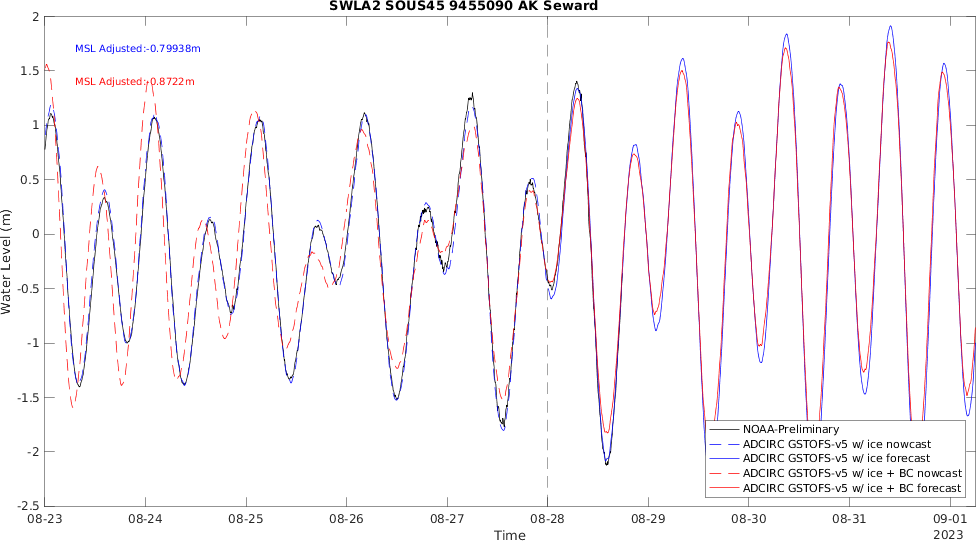 SWLA2 SOUS45 9455090 AK Seward
MSL Adjusted:-0.79938m
MSL Adjusted:-0.8722m
Water Level (m)
2
1.5
1
0.5
0
-0.5
-1
-1.5
-2
-2.5
NOAA-Preliminary
ADCIRC GSTOFS-v5 w/ ice nowcast
ADCIRC GSTOFS-v5 w/ ice forecast
ADCIRC GSTOFS-v5 w/ice + BC nowcast
ADCIRC GSTOFS-v5 w/ice + BC forecast
08-23 08-24 08-25 08-26 08-27 08-28 08-29 08-30 08-31 09-01
2023
Time